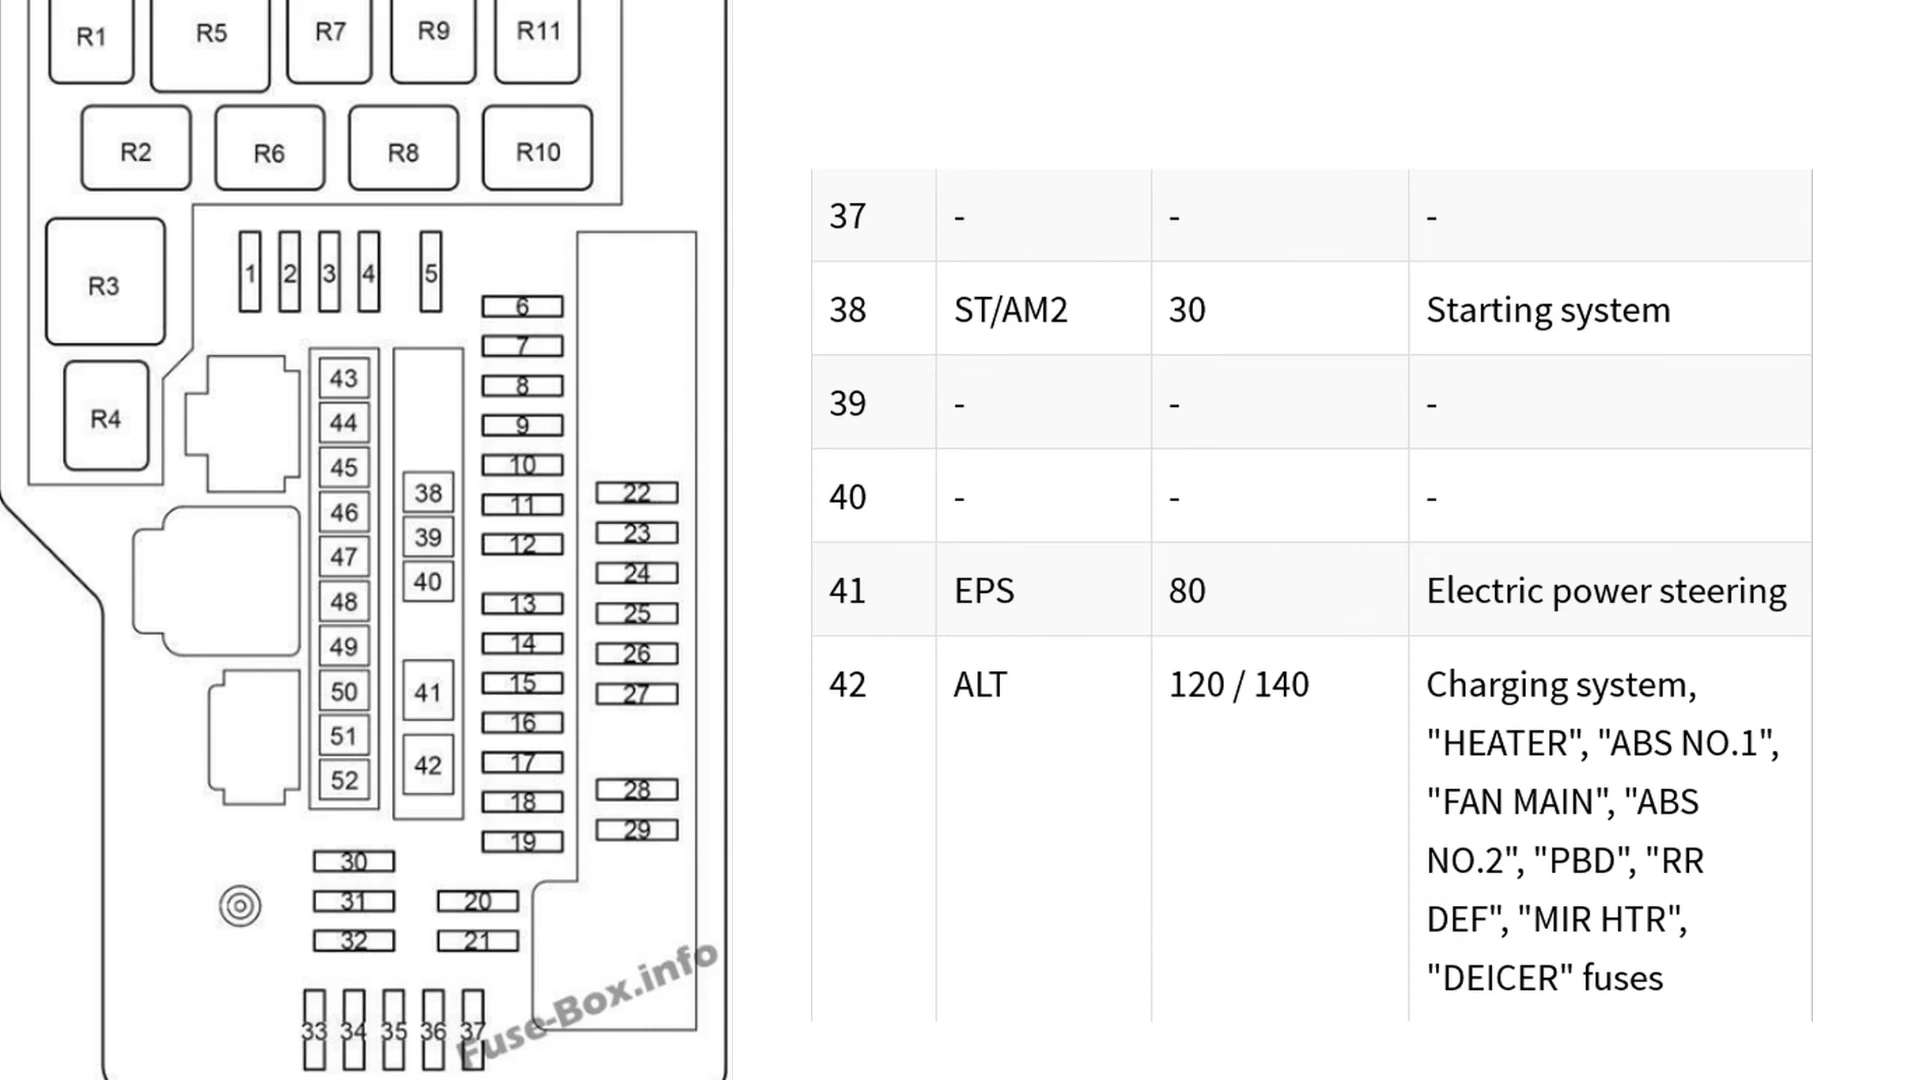 R1 R5 R7 R9 R11
R2 R6 R8 R10
R3
R4
1 2 3 4 5
6
7
8
9
10
11
12
13
14
15
16
17
18
19
22
23
24
25
26
27
28
29
43
44
45
46
47
48
49
50
51
52
38
39
40
41
42
30
31
32
20
21
33 34 35 36 37
Fuse-Box.info
37 - - -
38 ST/AM2 30 Starting system
39 - - -
40 - - -
41 EPS 80 Electric power steering
42 ALT 120 / 140 Charging system,
"HEATER", "ABS NO.1",
"FAN MAIN", "ABS
NO.2", "PBD", "RR
DEF", "MIR HTR",
"DEICER" fuses